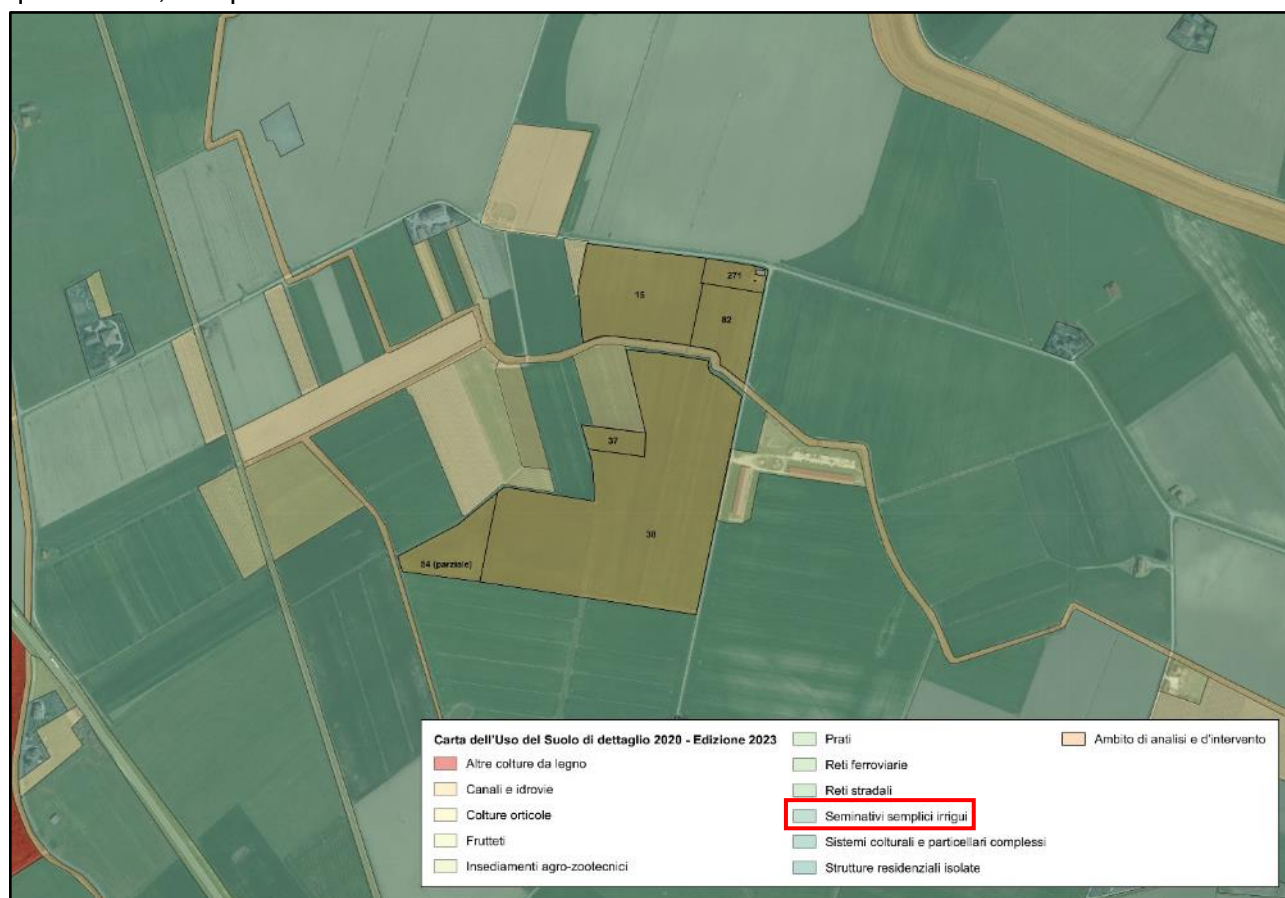 271
15
82
37
38
54 (parziale)
Carta dell'Uso del Suolo di dettaglio 2020 - Edizione 2023
Altre colture da legno
Canali e idrovie
Colture orticole
Frutteti
Insediamenti agro-zootecnici
Prati
Reti ferroviarie
Reti stradali
Seminativi semplici irrigui
Sistemi colturali e particellari complessi
Strutture residenziali isolate
Ambito di analisi e d'intervento